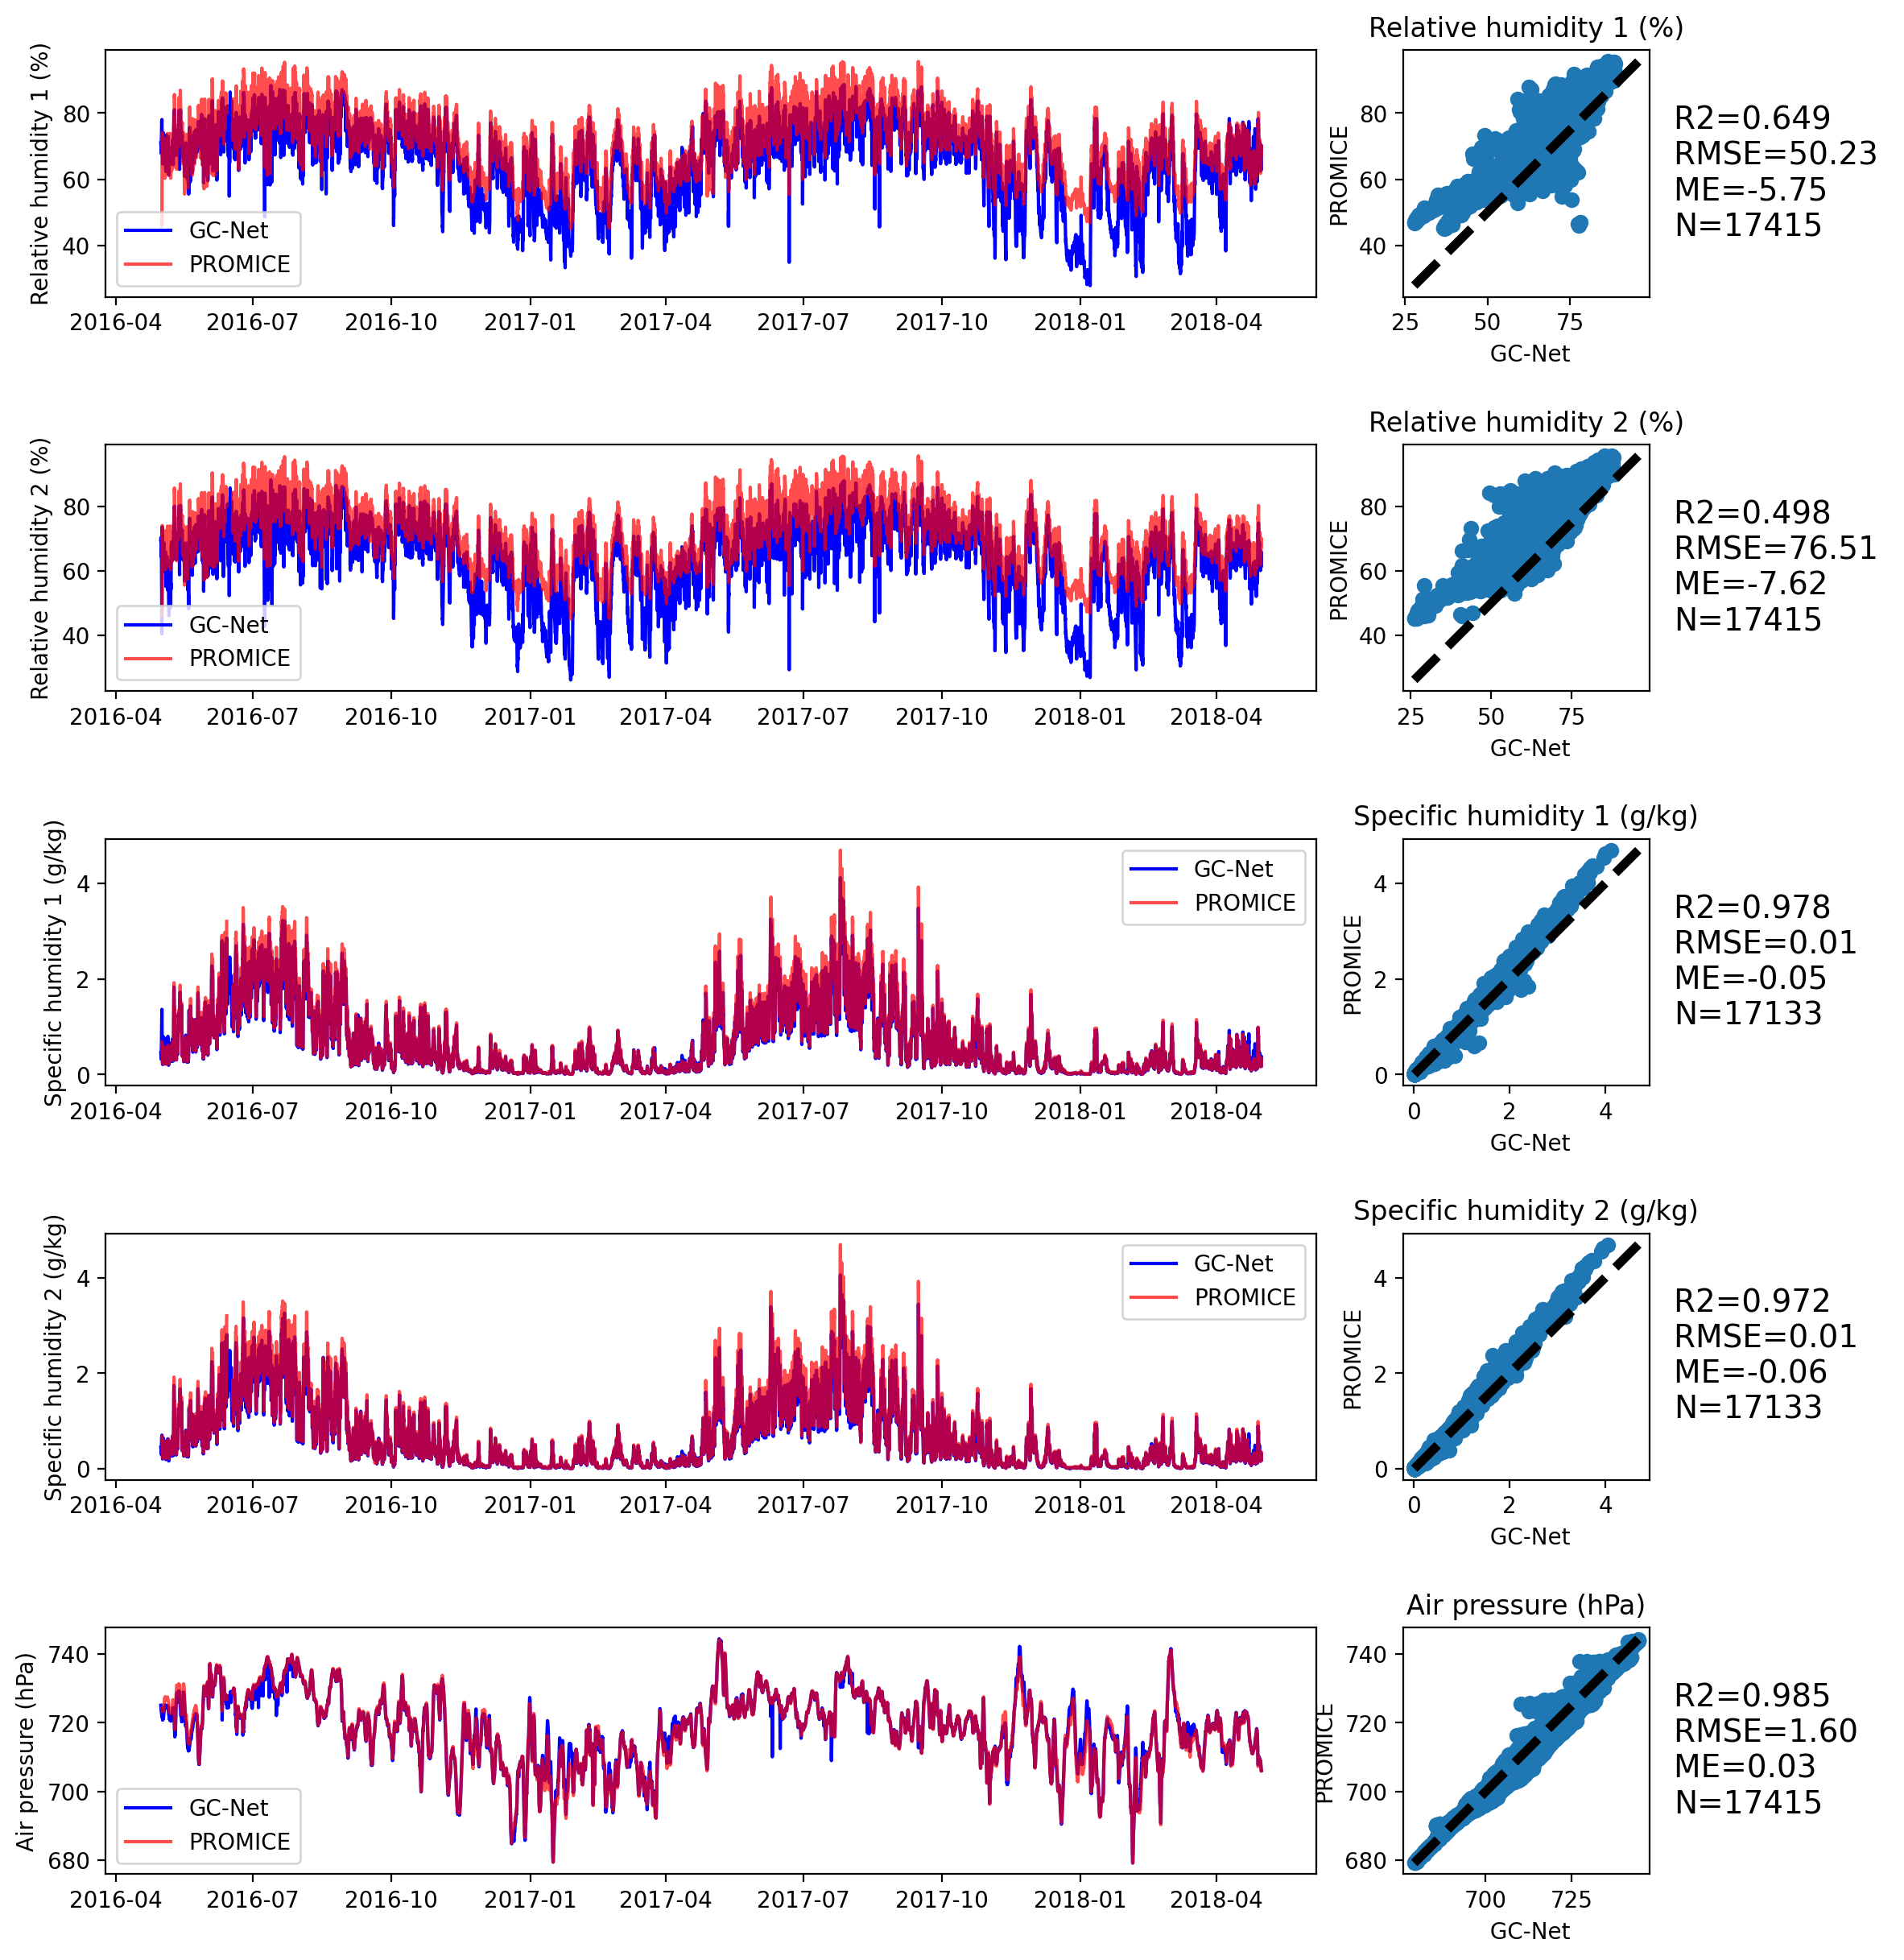 Relative humidity 1 (%)
Relative humidity 1 (%)
80
60
40
GC-Net
PROMICE
2016-04 2016-07 2016-10 2017-01 2017-04 2017-07 2017-10 2018-01 2018-04
PROMICE
80
60
40
25 50 75
GC-Net
R2=0.649
RMSE=50.23
ME=-5.75
N=17415
Relative humidity 2 (%)
Relative humidity 2 (%)
80
60
40
GC-Net
PROMICE
2016-04 2016-07 2016-10 2017-01 2017-04 2017-07 2017-10 2018-01 2018-04
PROMICE
80
60
40
25 50 75
GC-Net
R2=0.498
RMSE=76.51
ME=-7.62
N=17415
Specific humidity 1 (g/kg)
Specific humidity 1 (g/kg)
4
2
0
GC-Net
PROMICE
2016-04 2016-07 2016-10 2017-01 2017-04 2017-07 2017-10 2018-01 2018-04
PROMICE
4
2
0
0 2 4
GC-Net
R2=0.978
RMSE=0.01
ME=-0.05
N=17133
Specific humidity 2 (g/kg)
Specific humidity 2 (g/kg)
4
2
0
GC-Net
PROMICE
2016-04 2016-07 2016-10 2017-01 2017-04 2017-07 2017-10 2018-01 2018-04
PROMICE
4
2
0
0 2 4
GC-Net
R2=0.972
RMSE=0.01
ME=-0.06
N=17133
Air pressure (hPa)
Air pressure (hPa)
740
720
700
680
GC-Net
PROMICE
2016-04 2016-07 2016-10 2017-01 2017-04 2017-07 2017-10 2018-01 2018-04
PROMICE
740
720
700
680
700 725
GC-Net
R2=0.985
RMSE=1.60
ME=0.03
N=17415